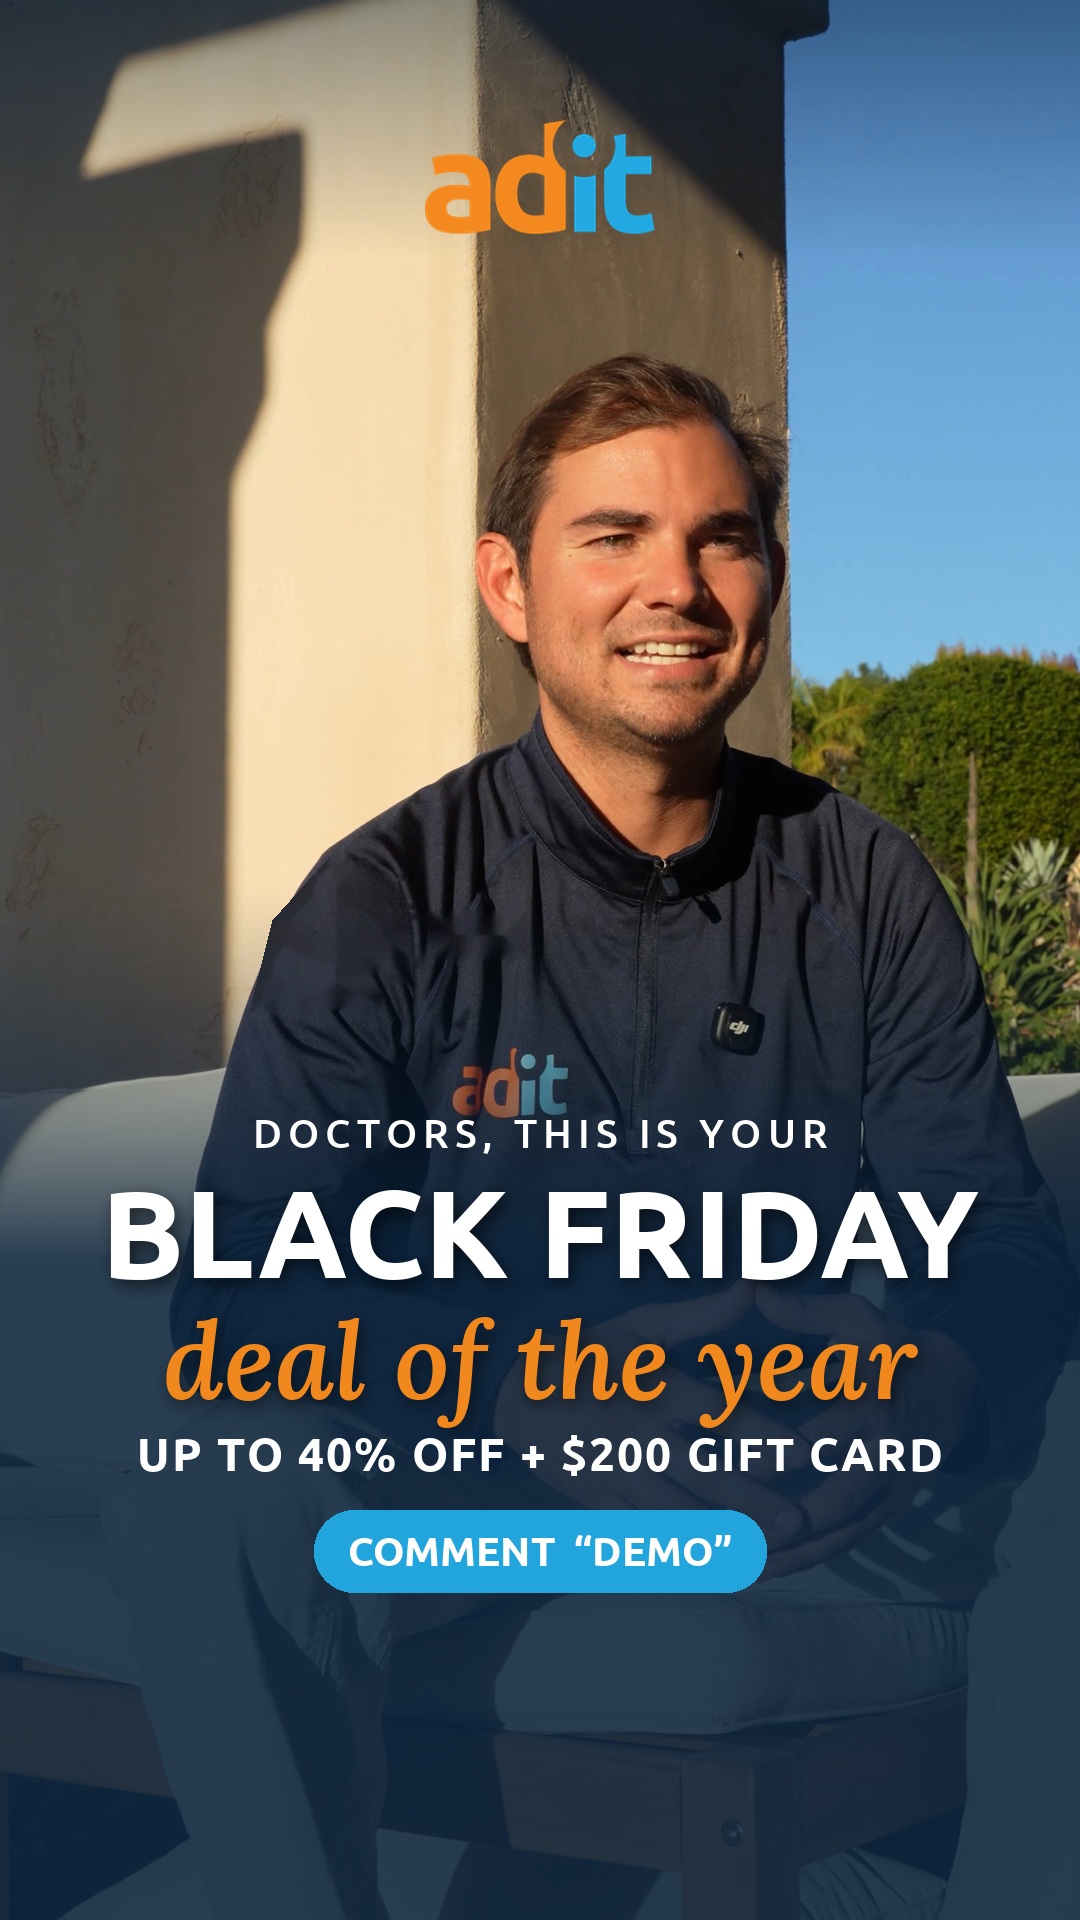 adit
dji
adit
DOCTORS, THIS IS YOUR
BLACK FRIDAY
deal of the year
UP TO 40% OFF + $200 GIFT CARD
COMMENT “DEMO”